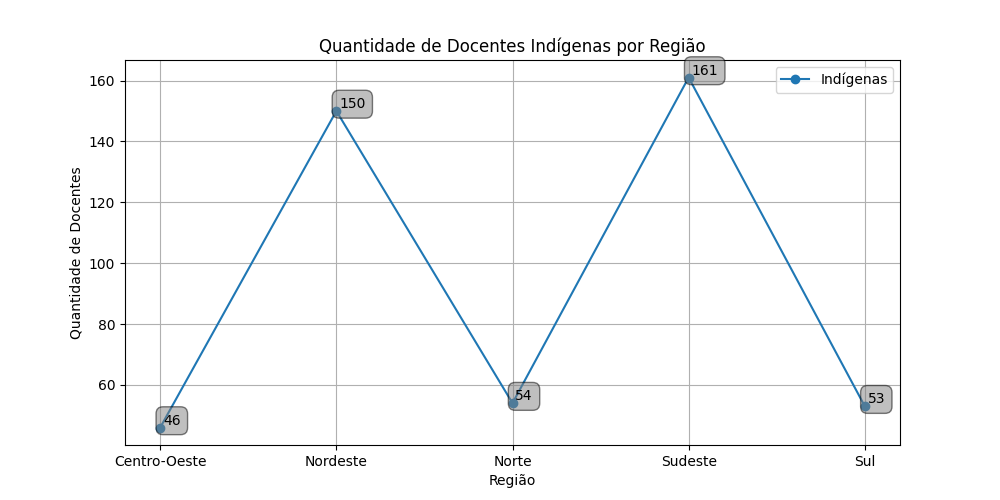 Quantidade de Docentes Indígenas por Região
161
Indígenas
160
150
140
120
100
80
60
54
53
46
Quantidade de Docentes
Centro-Oeste Nordeste Norte Sudeste Sul
Região